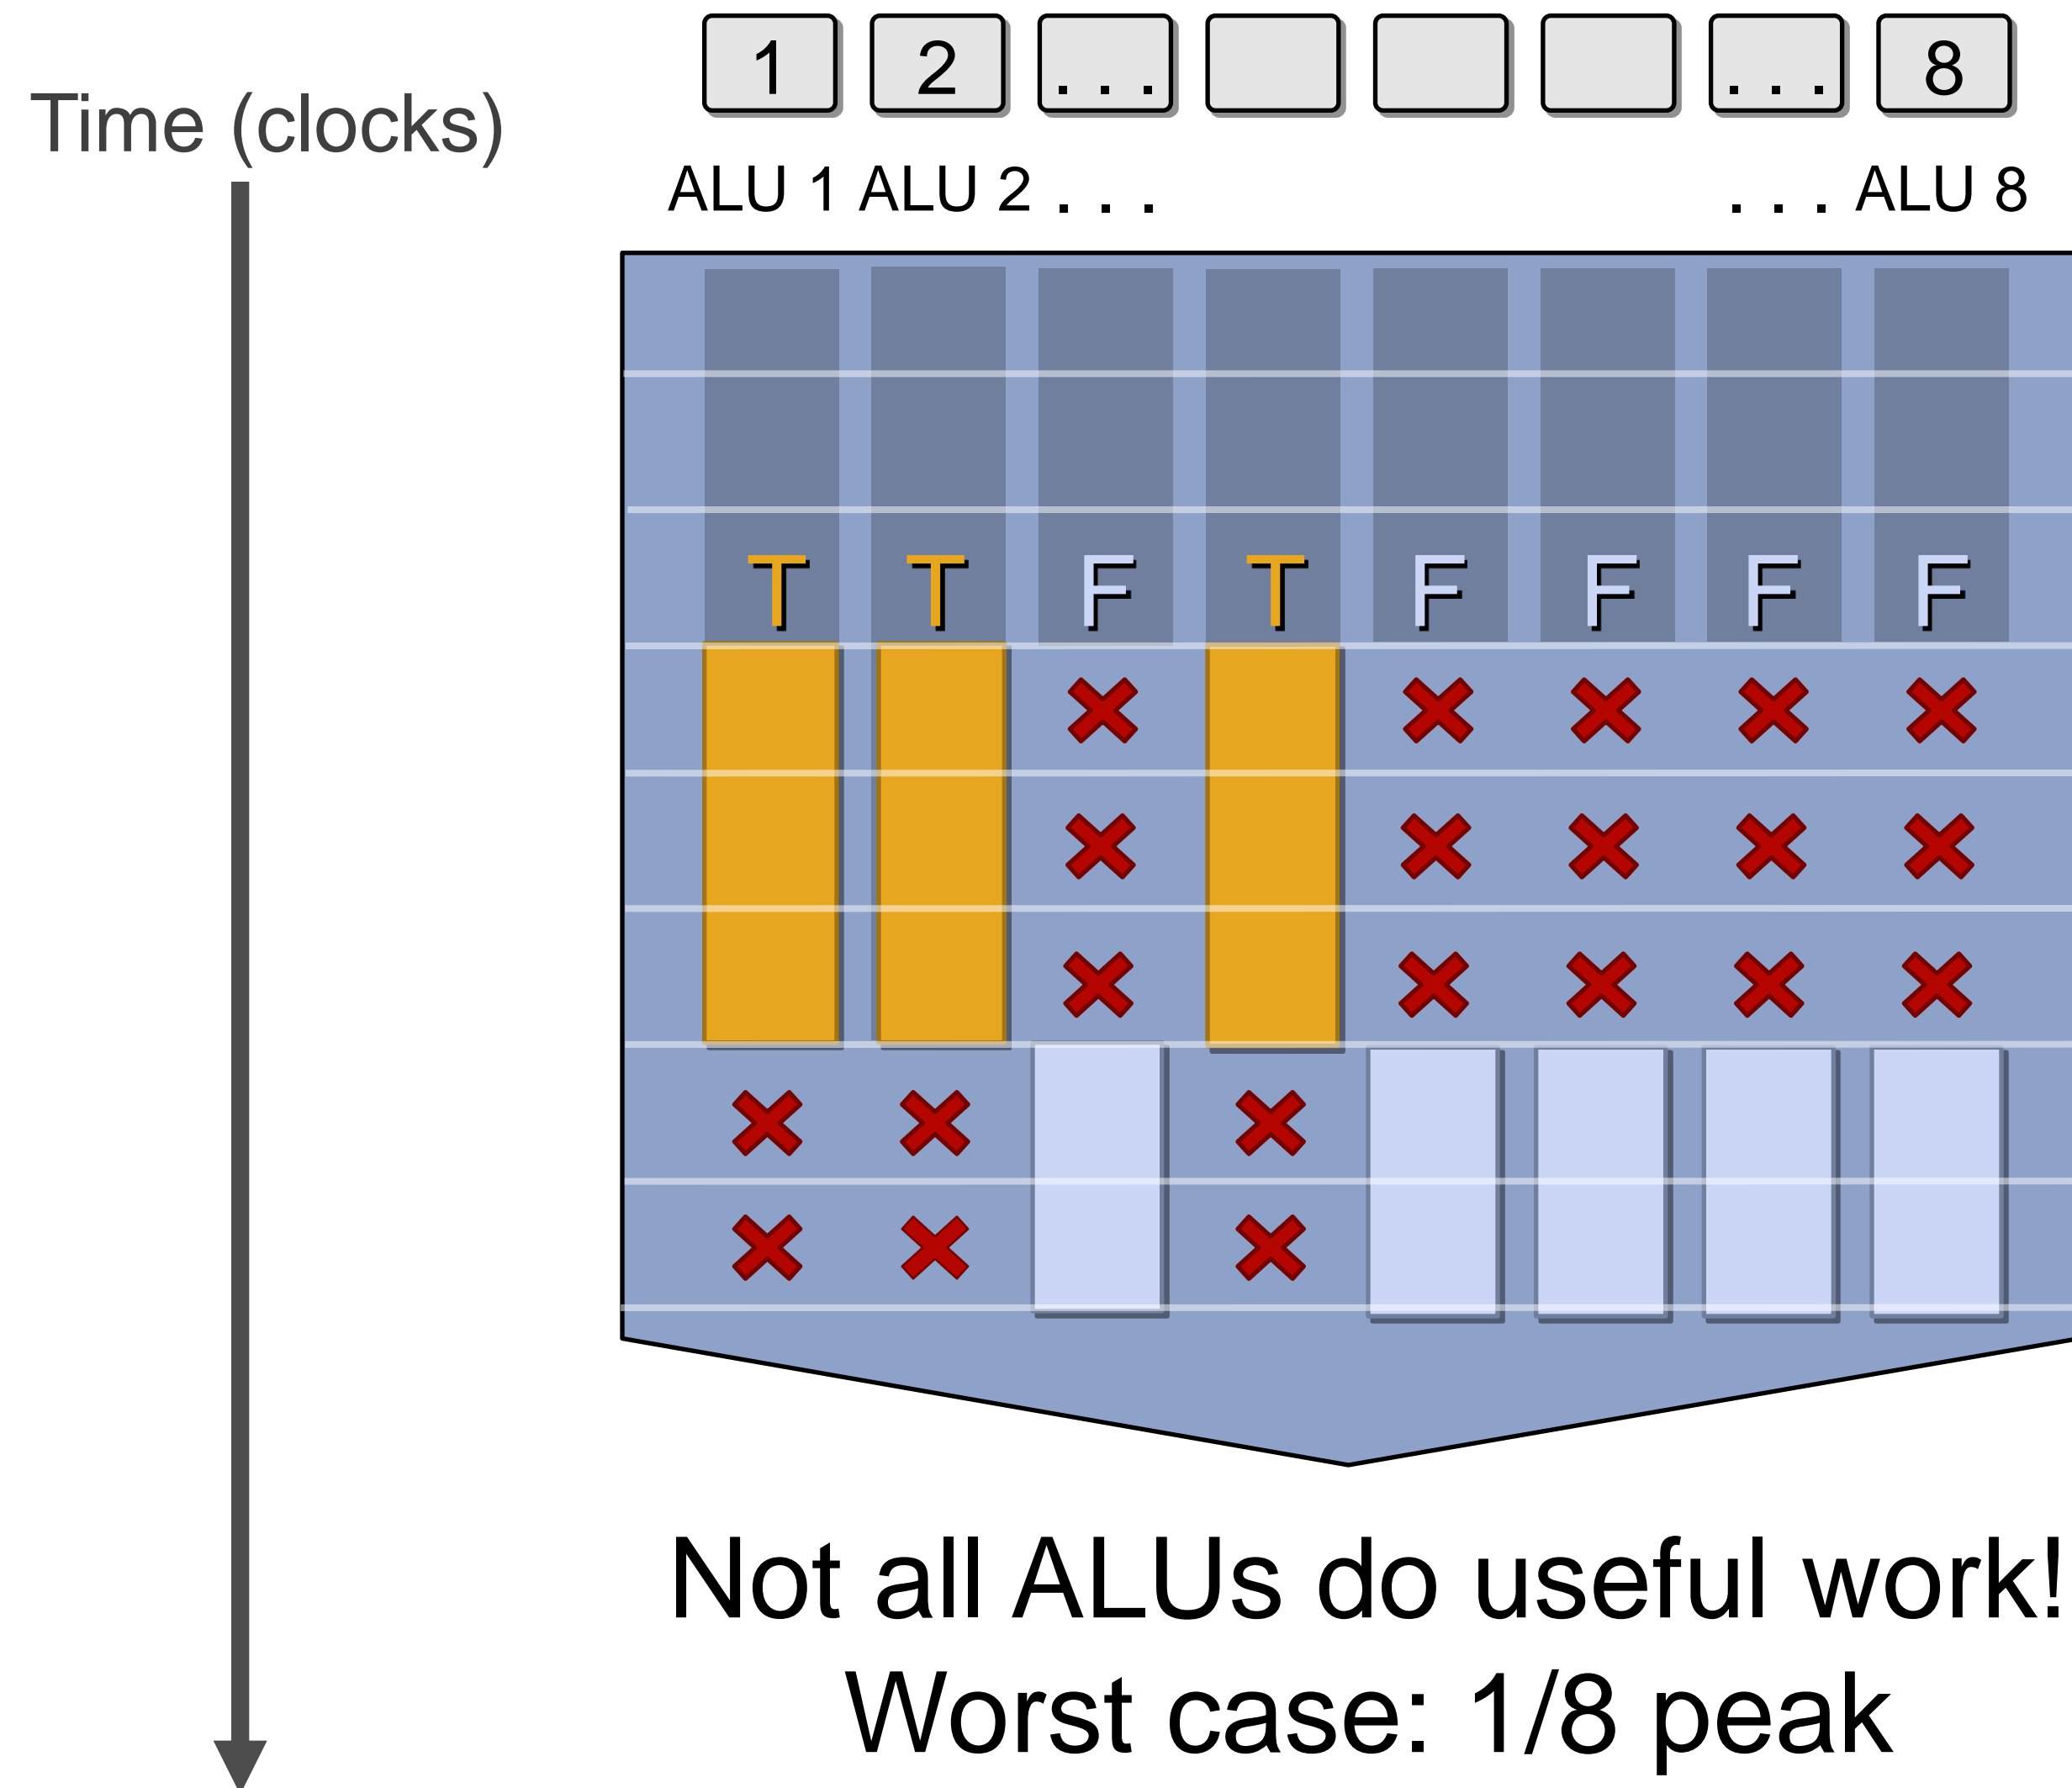 1 2 . . . . . . 8
Time (clocks)
ALU 1 ALU 2 . . . . . . ALU 8
T T F T F F F F
Not all ALUs do useful work!
Worst case: 1/8 peak